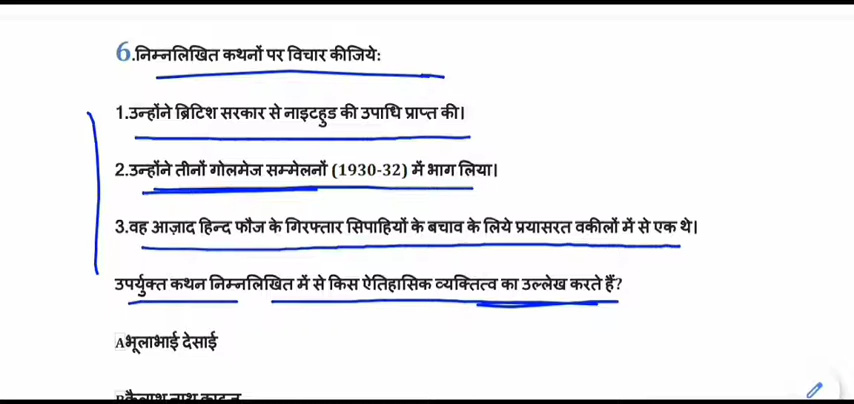 6.निम्नलिखित कथनों पर विचार कीजिये:
1.उन्होंने ब्रिटिश सरकार से नाइटहुड की उपाधि प्राप्त की।
2.उन्होंने तीनों गोलमेज सम्मेलनों (1930-32) में भाग लिया।
3.वह आज़ाद हिन्द फौज के गिरफ्तार सिपाहियों के बचाव के लिये प्रयासरत वकीलों में से एक थे।
उपर्युक्त कथन निम्नलिखित में से किस ऐतिहासिक व्यक्तित्व का उल्लेख करते हैं?
Aभूलाभाई देसाई